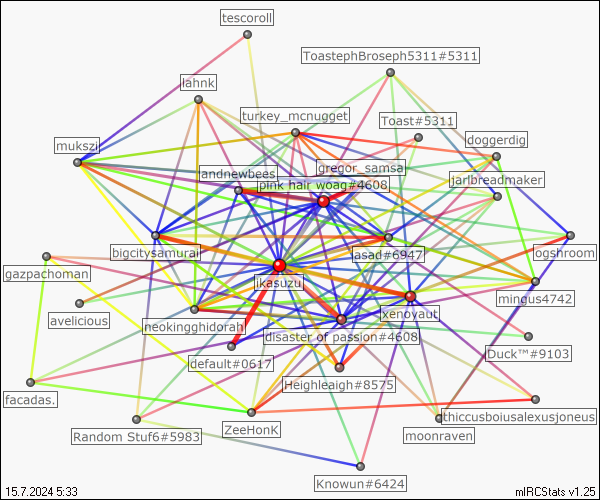 tescoroll
ToastephBroseph5311#5311
lahnk
turkey_mcnugget
Toast#5311
mukszi
doggerdig
gregor_samsa
andnewbees
jarlbreadmaker
pink hair woag#4608
bigcitysamurai
jasad#6947
ogshroom
gazpachoman
ikasuzu
mingus4742
avelicious
neokingghidorah
xenoyaut
disaster of passion#4608
default#0617
Duck™#9103
Heighleigh#8575
facadas.
thiccusboiusalexusjoneus
Random Stuf6#5983
ZeeHonK
moonraven
Knowun#6424
15.7.2024 5:33
mIRCStats v1.25